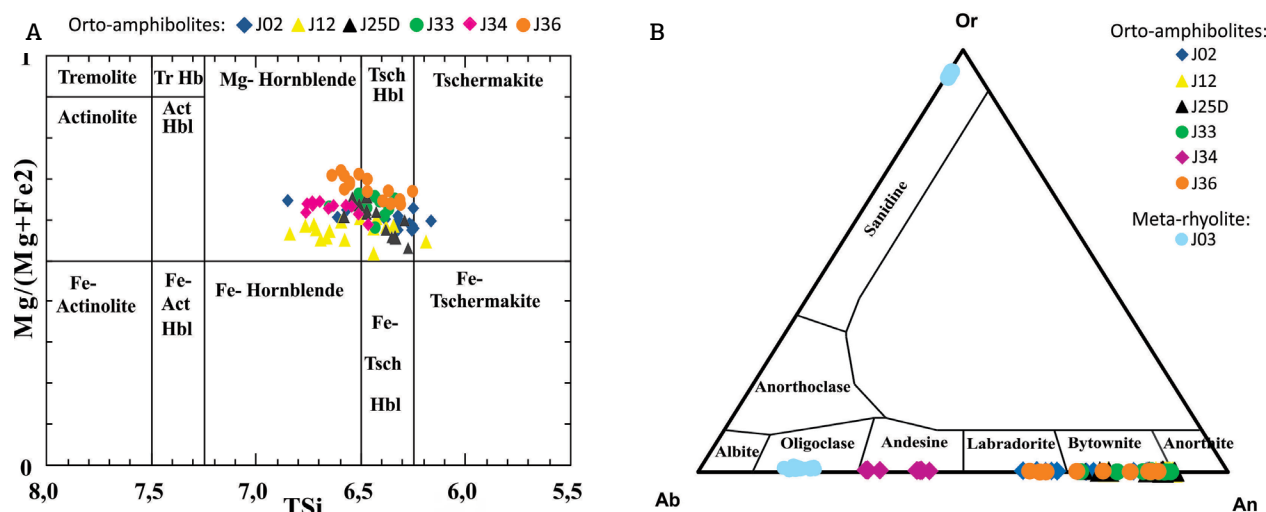 A
Orto-amphibolites: J02 J12 J25D J33 J34 J36
1
Tremolite
Tr Hb
Mg- Hornblende
Tsch
Hbl
Tschermakite
Actinolite
Act
Hbl
Mg/(Mg+Fe2)
Fe-
Actinolite
Fe-
Act
Hbl
Fe- Hornblende
Fe-
Tsch
Hbl
Fe-
Tschermakite
0
8,0
7,5
7,0
6,5
6,0
5,5
TSi
B
Or
Orto-amphibolites:
J02
J12
J25D
J33
J34
J36
Meta-rhyolite:
J03
Sanidine
Anorthoclase
Albite
Oligoclase
Andesine
Labradorite
Bytownite
Anorthite
Ab
An